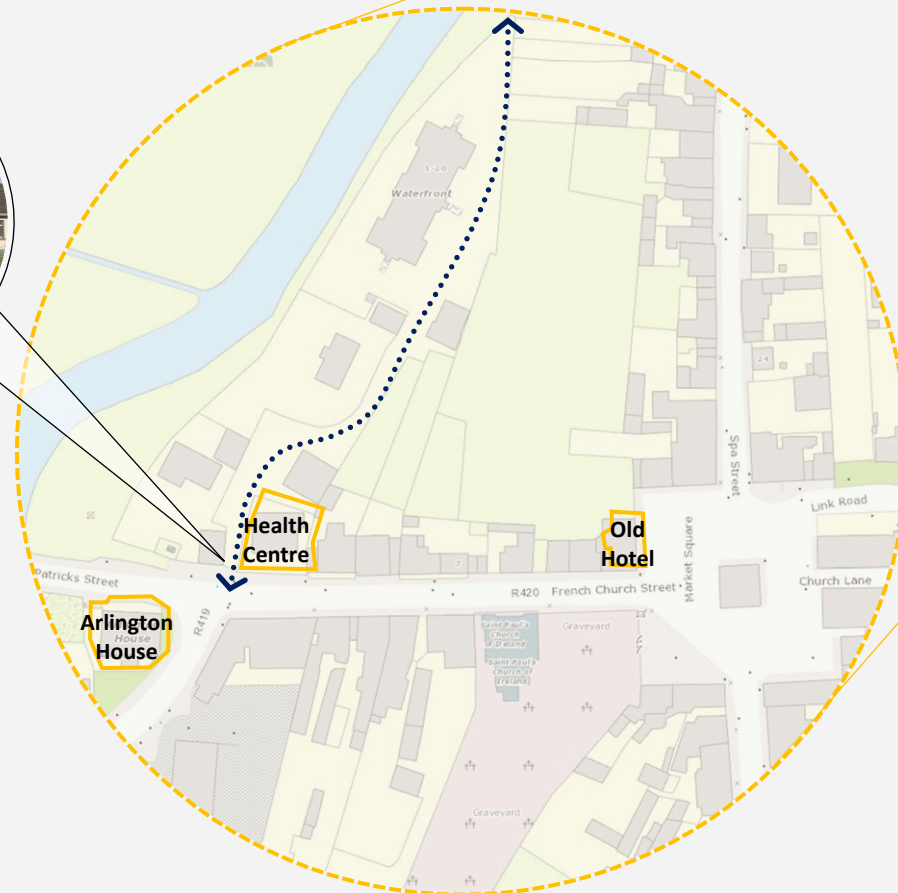 1-20
Waterfront
24
Spa Street
Link Road
Health
Centre
Old
Hotel
Market Square
7
patricks Street
R420 French Church Street
Church Lane
Arlington
House
House
R419
Saint Paul's
Church
of Ireland
Saint Paul's
Church of
Ireland)
Graveyard
Graveyard